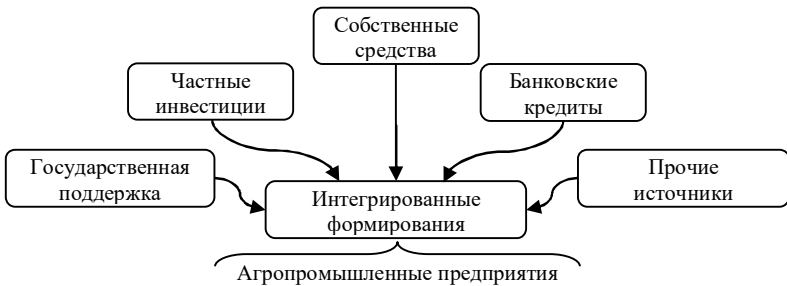 Собственные
средства
Частные
инвестиции
Банковские
кредиты
Государственная
поддержка
Интегрированные
формирования
Прочие
источники
Агропромышленные предприятия